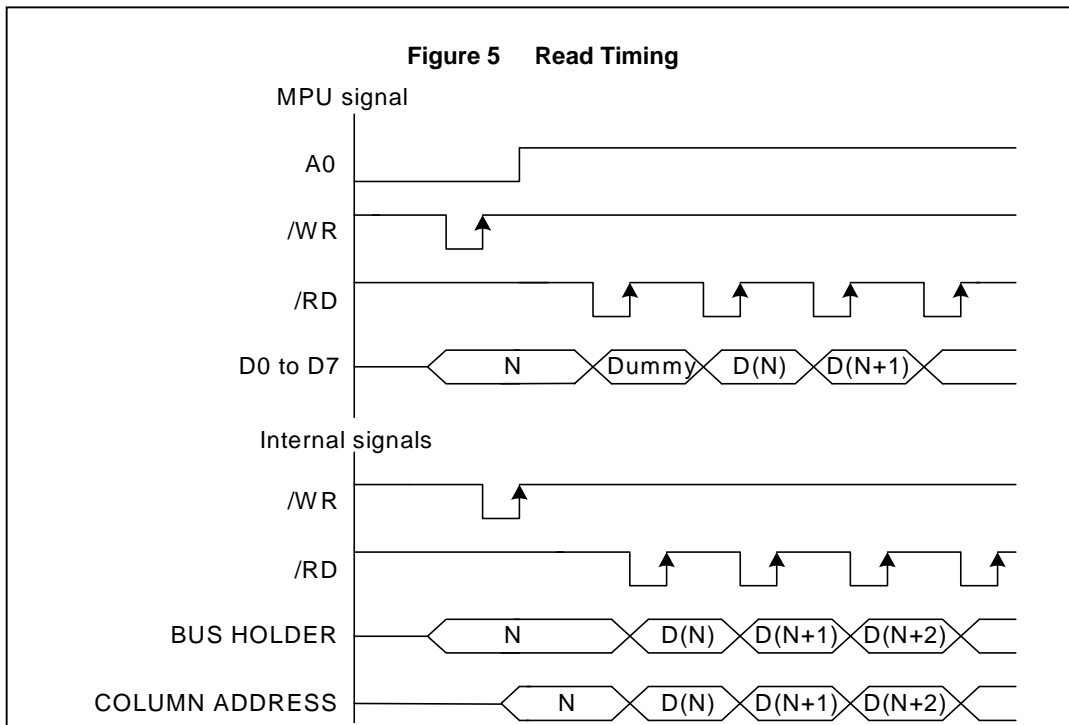 Figure 5 Read Timing
MPU signal
A0
/WR
/RD
D0 to D7 N Dummy D(N) D(N+1)
Internal signals
/WR
/RD
BUS HOLDER N D(N) D(N+1) D(N+2)
COLUMN ADDRESS N D(N) D(N+1) D(N+2)